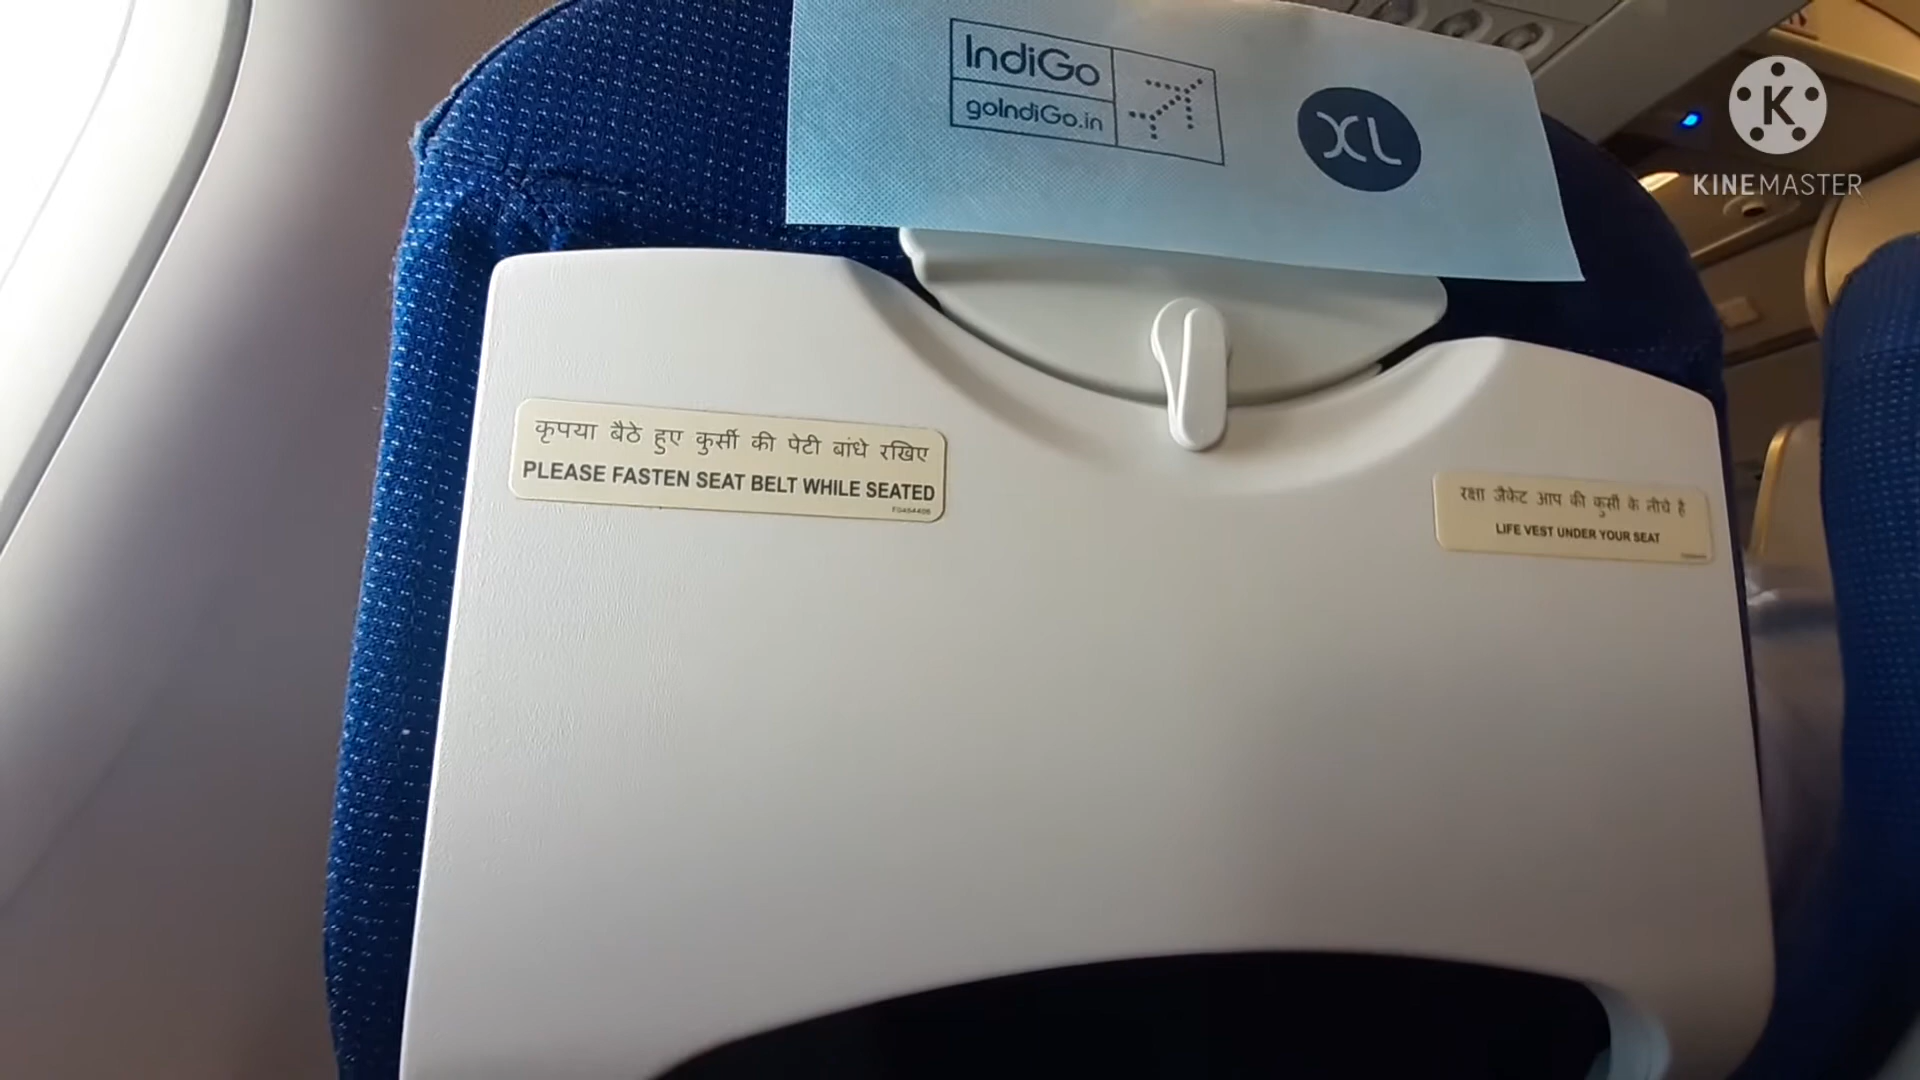 IndiGo
goIndiGo.in
XL
K
KINEMASTER
कृपया बैठे हुए कुर्सी की पेटी बांधे रखिए
PLEASE FASTEN SEAT BELT WHILE SEATED
रक्षा जैकेट आप की कुर्सी के नीचे है
LIFE VEST UNDER YOUR SEAT